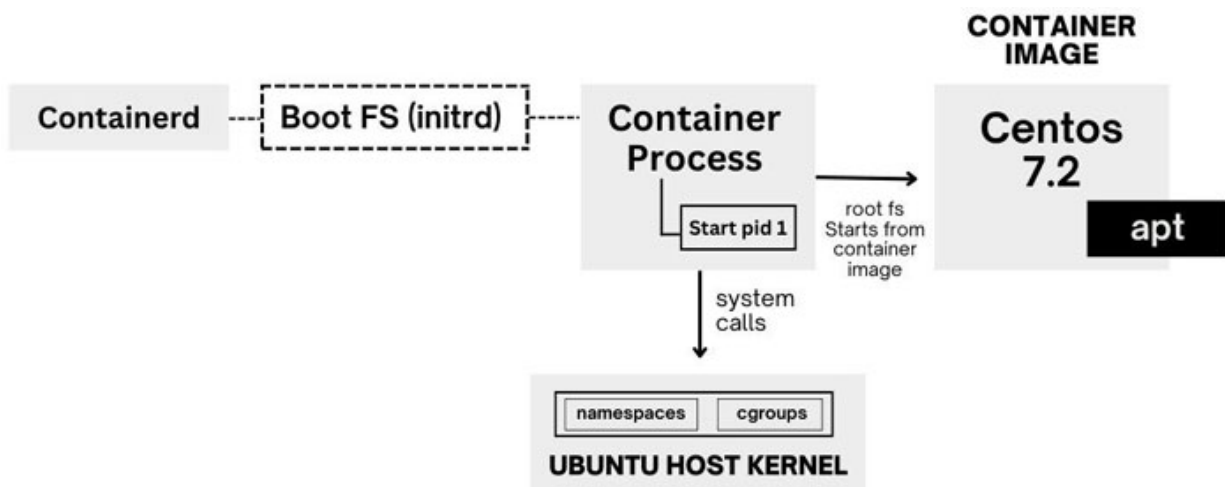 CONTAINER
IMAGE
Containerd
Boot FS (initrd)
Container
Process
Start pid 1
root fs
Starts from
container
image
Centos
7.2
apt
system
calls
namespaces
cgroups
UBUNTU HOST KERNEL